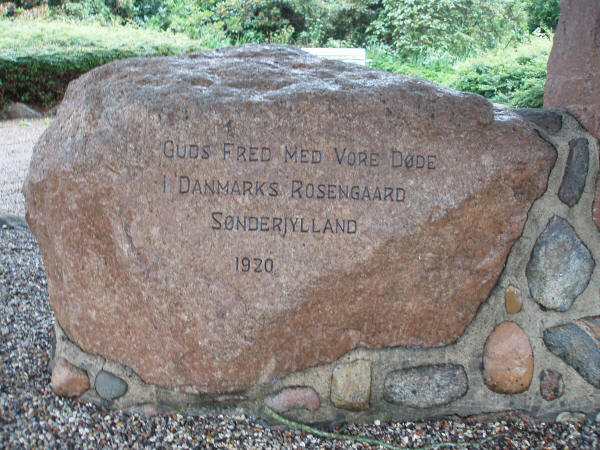 Guds Fred Med Vore Døde
I Danmarks Rosengaard
Sønderjylland
1920